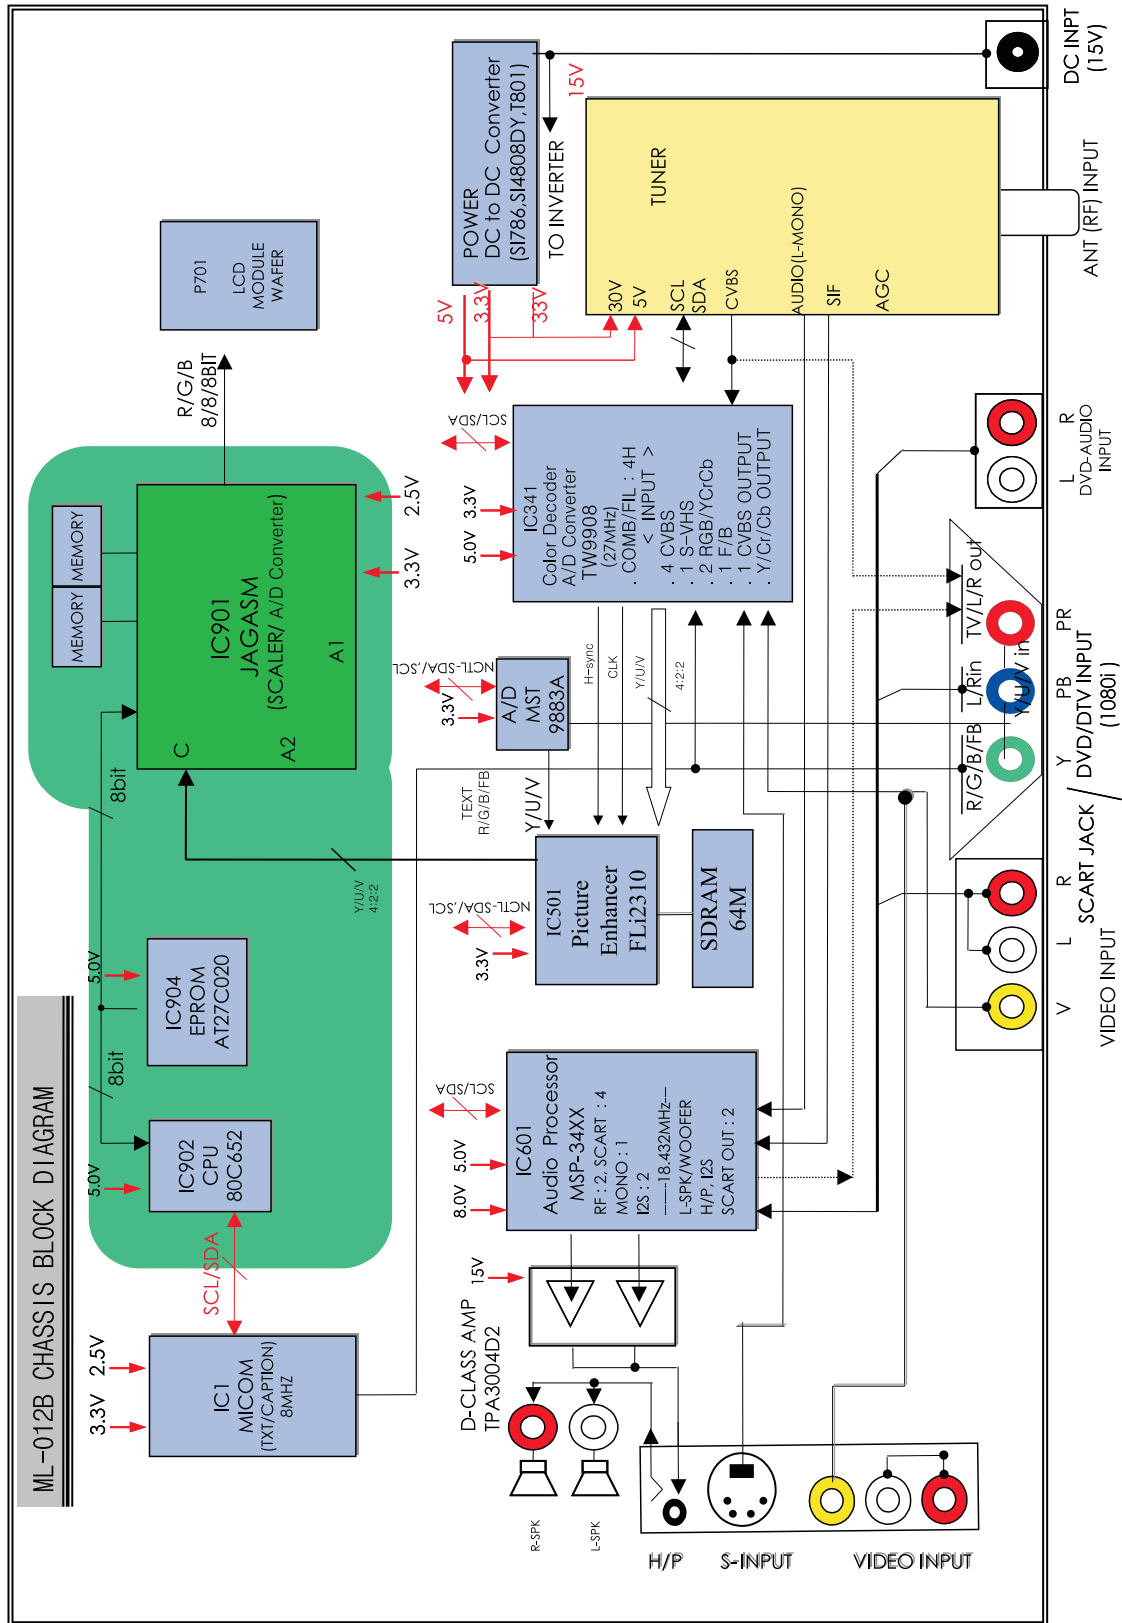 ML-012B CHASSIS BLOCK DIAGRAM
3.3V
2.5V
IC1
MICOM
(TXT/CAPTION)
8MHZ
SCL/SDA
5.0V
IC902
CPU
80C652
8bit
5.0V
IC904
EPROM
AT27C020
8bit
Y/U/V
4:2:2
MEMORY
MEMORY
IC901
JAGASM
(SCALER/ A/D Converter)
C
A2
A1
3.3V
2.5V
R/G/B
8/8/8BIT
P701
LCD
MODULE
WAFER
D-CLASS AMP
TPA3004D2
15V
8.0V
5.0V
SCL/SDA
IC601
Audio Processor
MSP-34XX
RF : 2, SCART : 4
MONO : 1
I2S : 2
----18.432MHz---
L-SPK/WOOFER
H/P, I2S
SCART OUT : 2
3.3V
NCTL-SDA/,SCL
IC501
Picture
Enhancer
FLi2310
SDRAM
64M
TEXT
R/G/B/FB
Y/U/V
3.3V
NCTL-SDA/,SCL
A/D
MST
9883A
H-sync
CLK
Y/U/V
4:2:2
5.0V
3.3V
SCL/SDA
IC341
Color Decoder
A/D Converter
TW9908
(27MHz)
. COMB/FIL : 4H
< INPUT >
. 4 CVBS
. 1 S-VHS
. 2 RGB/YCrCb
. 1 F/B
. 1 CVBS OUTPUT
. Y/Cr/Cb OUTPUT
5V
3.3V
33V
POWER
DC to DC Converter
(SI786,SI4808DY,T801)
TO INVERTER
15V
30V
5V
SCL
SDA
CVBS
TUNER
AUDIO(L-MONO)
SIF
AGC
R-SPK
L-SPK
H/P
S-INPUT
VIDEO INPUT
V
L
R
VIDEO INPUT
R/G/B/FB
L/Rin
TV/L/R out
Y/U/V in
Y
PB
PR
SCART JACK / DVD/DTV INPUT
(1080i)
L
R
DVD-AUDIO
INPUT
ANT (RF) INPUT
DC INPT
(15V)